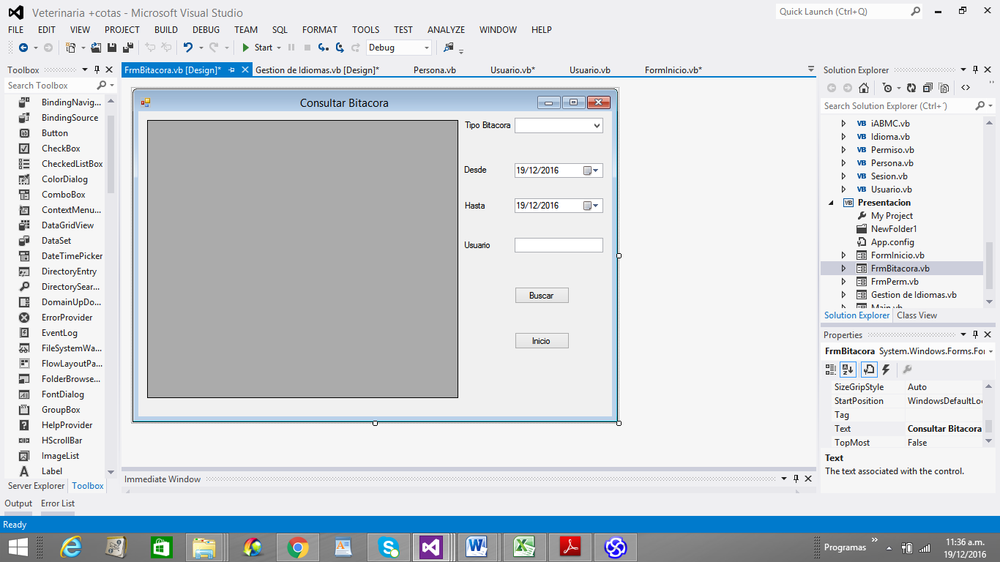 Veterinaria +cotas - Microsoft Visual Studio
Quick Launch (Ctrl+Q)
FILE EDIT VIEW PROJECT BUILD DEBUG TEAM SQL FORMAT TOOLS TEST ANALYZE WINDOW HELP
Start Debug
Toolbox
Search Toolbox
BindingNavig...
BindingSource
Button
CheckBox
CheckedListBox
ColorDialog
ComboBox
ContextMenu...
DataGridView
DataSet
DateTimePicker
DirectoryEntry
DirectorySear...
DomainUpDo...
ErrorProvider
EventLog
FileSystemWa...
FlowLayoutPa...
FolderBrowse...
FontDialog
GroupBox
HelpProvider
HScrollBar
ImageList
Label
Server Explorer Toolbox
FrmBitacora.vb [Design]* Gestion de Idiomas.vb [Design]* Persona.vb Usuario.vb* Usuario.vb FormInicio.vb*
Consultar Bitacora
Tipo Bitacora
Desde 19/12/2016
Hasta 19/12/2016
Usuario
Buscar
Inicio
Immediate Window
Solution Explorer
Search Solution Explorer (Ctrl+´)
VB iABMC.vb
VB Idioma.vb
VB Permiso.vb
VB Persona.vb
VB Sesion.vb
VB Usuario.vb
VB Presentacion
My Project
NewFolder1
App.config
FormInicio.vb
FrmBitacora.vb
FrmPerm.vb
Gestion de Idiomas.vb
Main.vb
Solution Explorer Class View
Properties
FrmBitacora System.Windows.Forms.For
SizeGripStyle Auto
StartPosition WindowsDefaultLoc
Tag
Text Consultar Bitacora
TopMost False
Text
The text associated with the control.
Output Error List
Ready
Programas
11:36 a.m.
19/12/2016